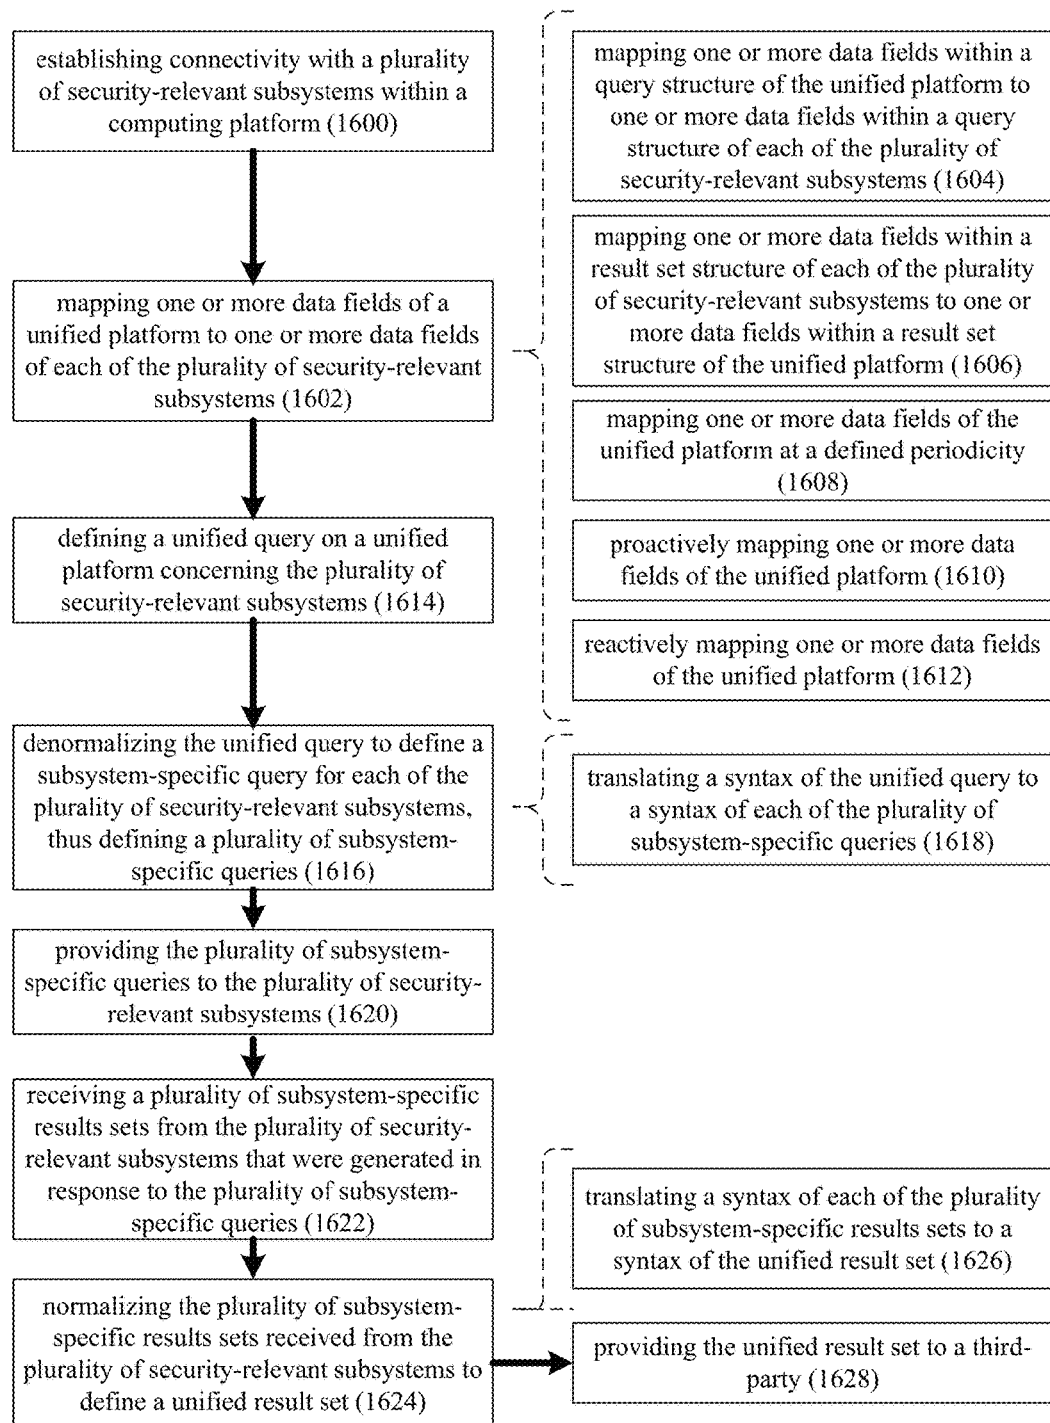 establishing connectivity with a plurality
of security-relevant subsystems within a
computing platform (1600)
mapping one or more data fields of a
unified platform to one or more data fields
of each of the plurality of security-relevant
subsystems (1602)
mapping one or more data fields within a
query structure of the unified platform to
one or more data fields within a query
structure of each of the plurality of
security-relevant subsystems (1604)
mapping one or more data fields within a
result set structure of each of the plurality
of security-relevant subsystems to one or
more data fields within a result set
structure of the unified platform (1606)
mapping one or more data fields of the
unified platform at a defined periodicity
(1608)
proactively mapping one or more data
fields of the unified platform (1610)
reactively mapping one or more data fields
of the unified platform (1612)
defining a unified query on a unified
platform concerning the plurality of
security-relevant subsystems (1614)
denormalizing the unified query to define a
subsystem-specific query for each of the
plurality of security-relevant subsystems,
thus defining a plurality of subsystem-
specific queries (1616)
translating a syntax of the unified query to
a syntax of each of the plurality of
subsystem-specific queries (1618)
providing the plurality of subsystem-
specific queries to the plurality of security-
relevant subsystems (1620)
receiving a plurality of subsystem-specific
results sets from the plurality of security-
relevant subsystems that were generated in
response to the plurality of subsystem-
specific queries (1622)
normalizing the plurality of subsystem-
specific results sets received from the
plurality of security-relevant subsystems to
define a unified result set (1624)
translating a syntax of each of the plurality
of subsystem-specific results sets to a
syntax of the unified result set (1626)
providing the unified result set to a third-
party (1628)